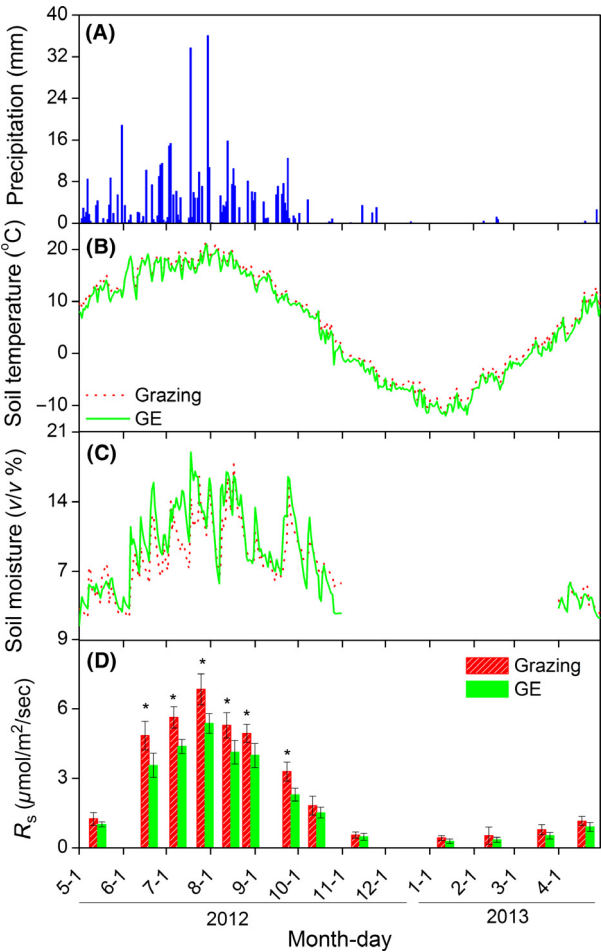 (A)
Precipitation (mm)
40
32
24
16
8
0
(B)
Soil temperature (°C)
20
10
0
−10
Grazing
GE
(C)
Soil moisture (v/v %)
21
14
7
(D)
Rs (μmol/m²/sec)
9
6
3
0
Grazing
GE
* * * * * *
5-1 6-1 7-1 8-1 9-1 10-1 11-1 12-1 1-1 2-1 3-1 4-1
2012 2013
Month-day